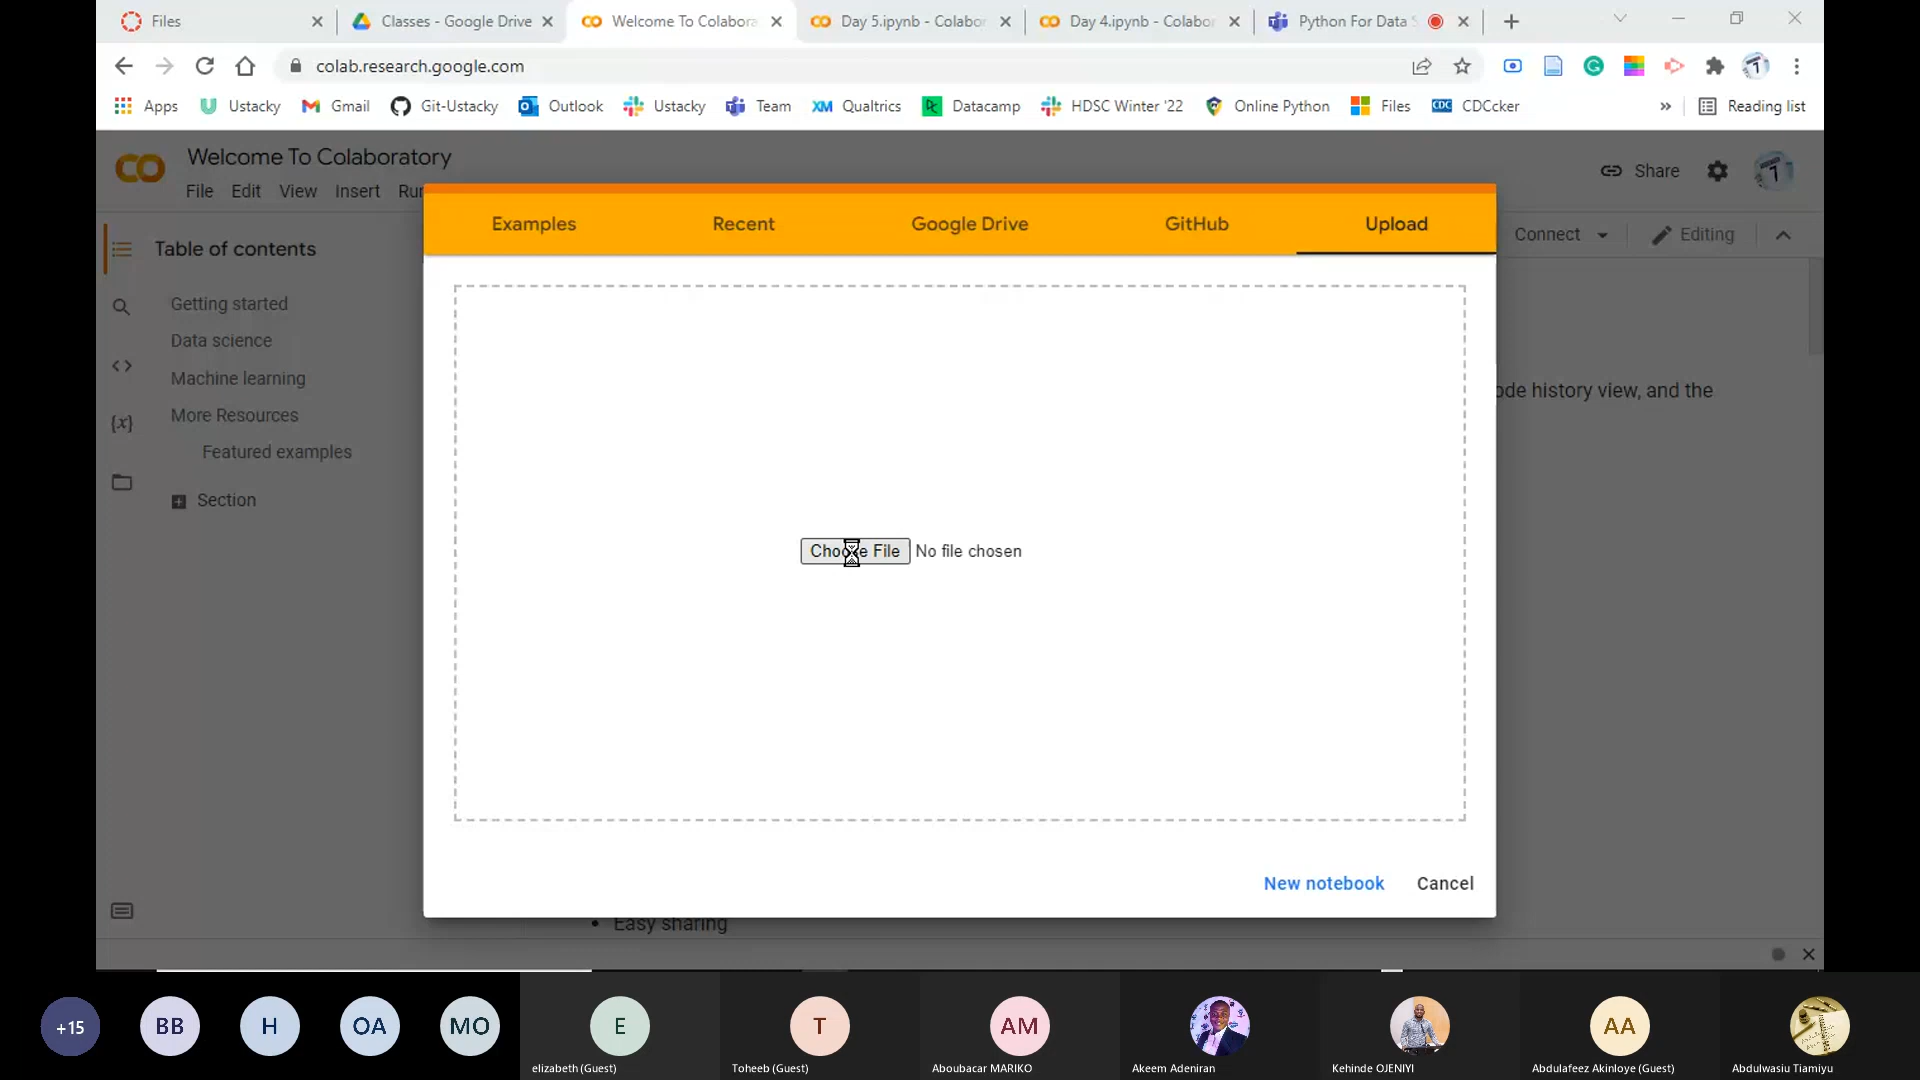 Files
Classes - Google Drive
Welcome To Colabora
Day 5.ipynb - Colabor
Day 4.ipynb - Colabor
Python For Data S
colab.research.google.com
Apps
Ustacky
Gmail
Git-Ustacky
Outlook
Ustacky
Team
XM Qualtrics
Datacamp
HDSC Winter '22
Online Python
Files
CDC CDCcker
»
Reading list
CO
Welcome To Colaboratory
File Edit View Insert Run
Share
Examples
Recent
Google Drive
GitHub
Upload
Connect
Editing
Table of contents
Getting started
Data science
Machine learning
More Resources
Featured examples
Section
ode history view, and the
Choose File No file chosen
New notebook
Cancel
• Easy sharing
+15
BB
H
OA
MO
E
T
AM
AA
elizabeth (Guest)
Toheeb (Guest)
Aboubacar MARIKO
Akeem Adeniran
Kehinde OJENIYI
Abdulafeez Akinloye (Guest)
Abdulwasiu Tiamiyu